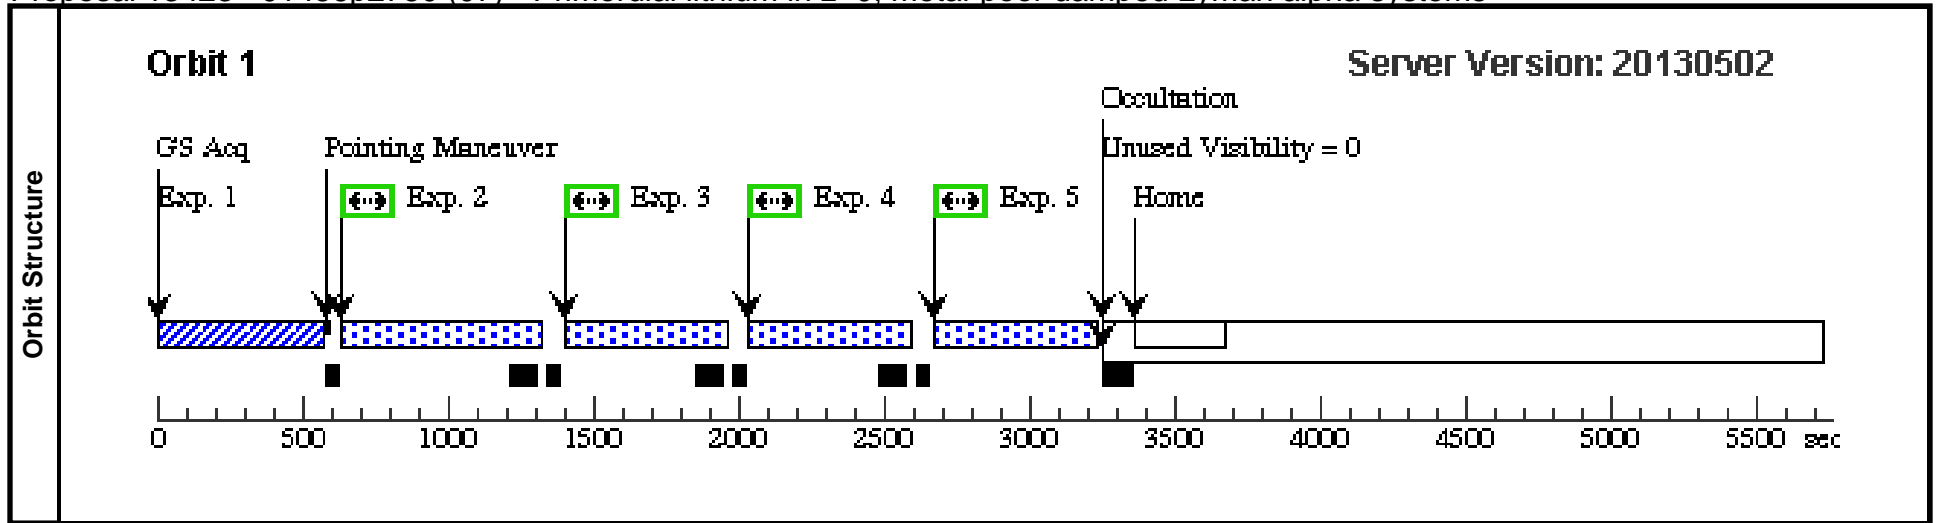 Orbit 1
Server Version: 20130502
Occultation
GS Acq
Pointing Maneuver
Unused Visibility = 0
Exp. 1
Exp. 2
Exp. 3
Exp. 4
Exp. 5
Home
Orbit Structure
0 500 1000 1500 2000 2500 3000 3500 4000 4500 5000 5500 sec